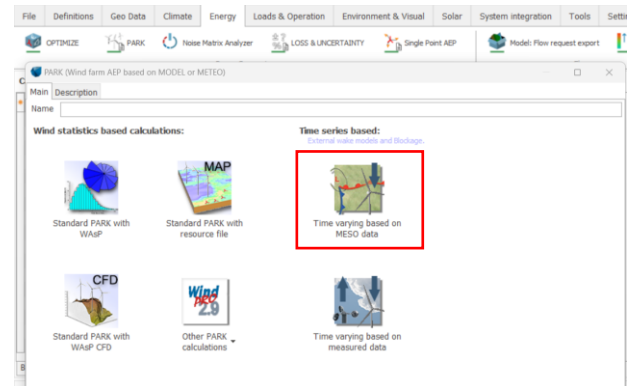 File Definitions Geo Data Climate Energy Loads & Operation Environment & Visual Solar System integration Tools
OPTIMIZE PARK Noise Matrix Analyzer LOSS & UNCERTAINTY Single Point AEP Model: Flow request export
PARK (Wind farm AEP based on MODEL or METEO)
Main Description
Name
Wind statistics based calculations: Time series based:
External wake models and Blockage.
MAP
Standard PARK with WAsP
Standard PARK with resource file
Time varying based on MESO data
CFD
Wind PRO 2.9
Standard PARK with WAsP CFD
Other PARK calculations
Time varying based on measured data